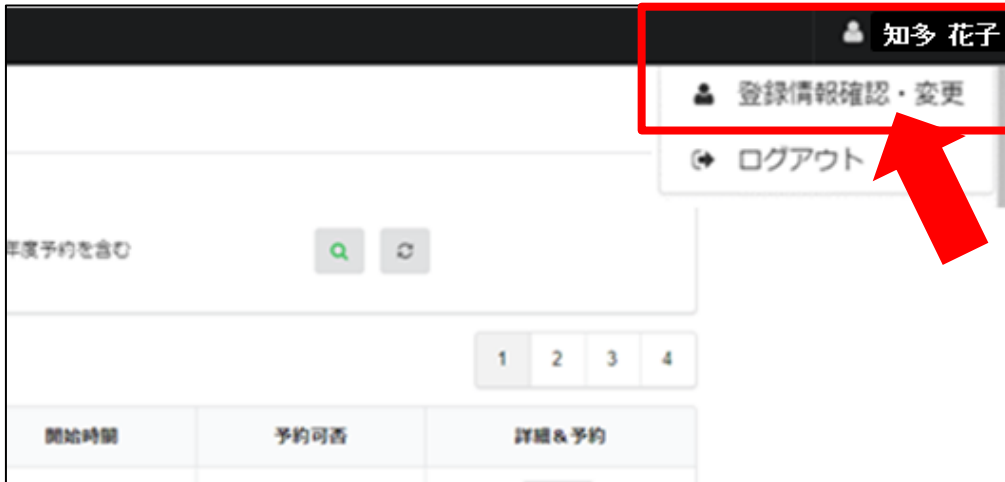 知多 花子
登録情報確認・変更
ログアウト
年度予約を含む
1 2 3 4
開始時間 予約可否 詳細&予約